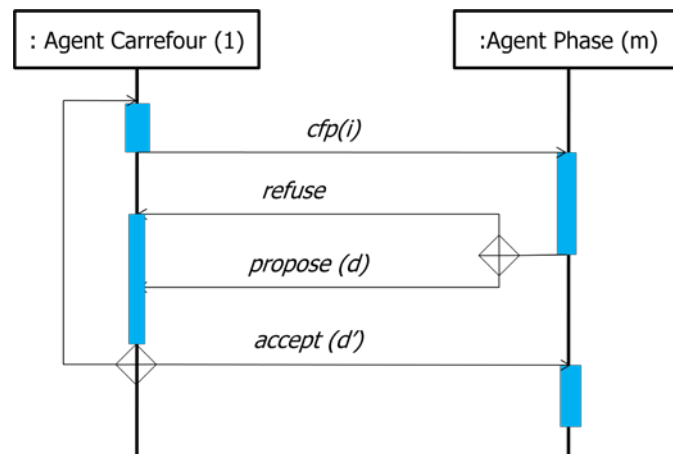 : Agent Carrefour (1)
:Agent Phase (m)
cfp(i)
refuse
propose (d)
accept (d’)